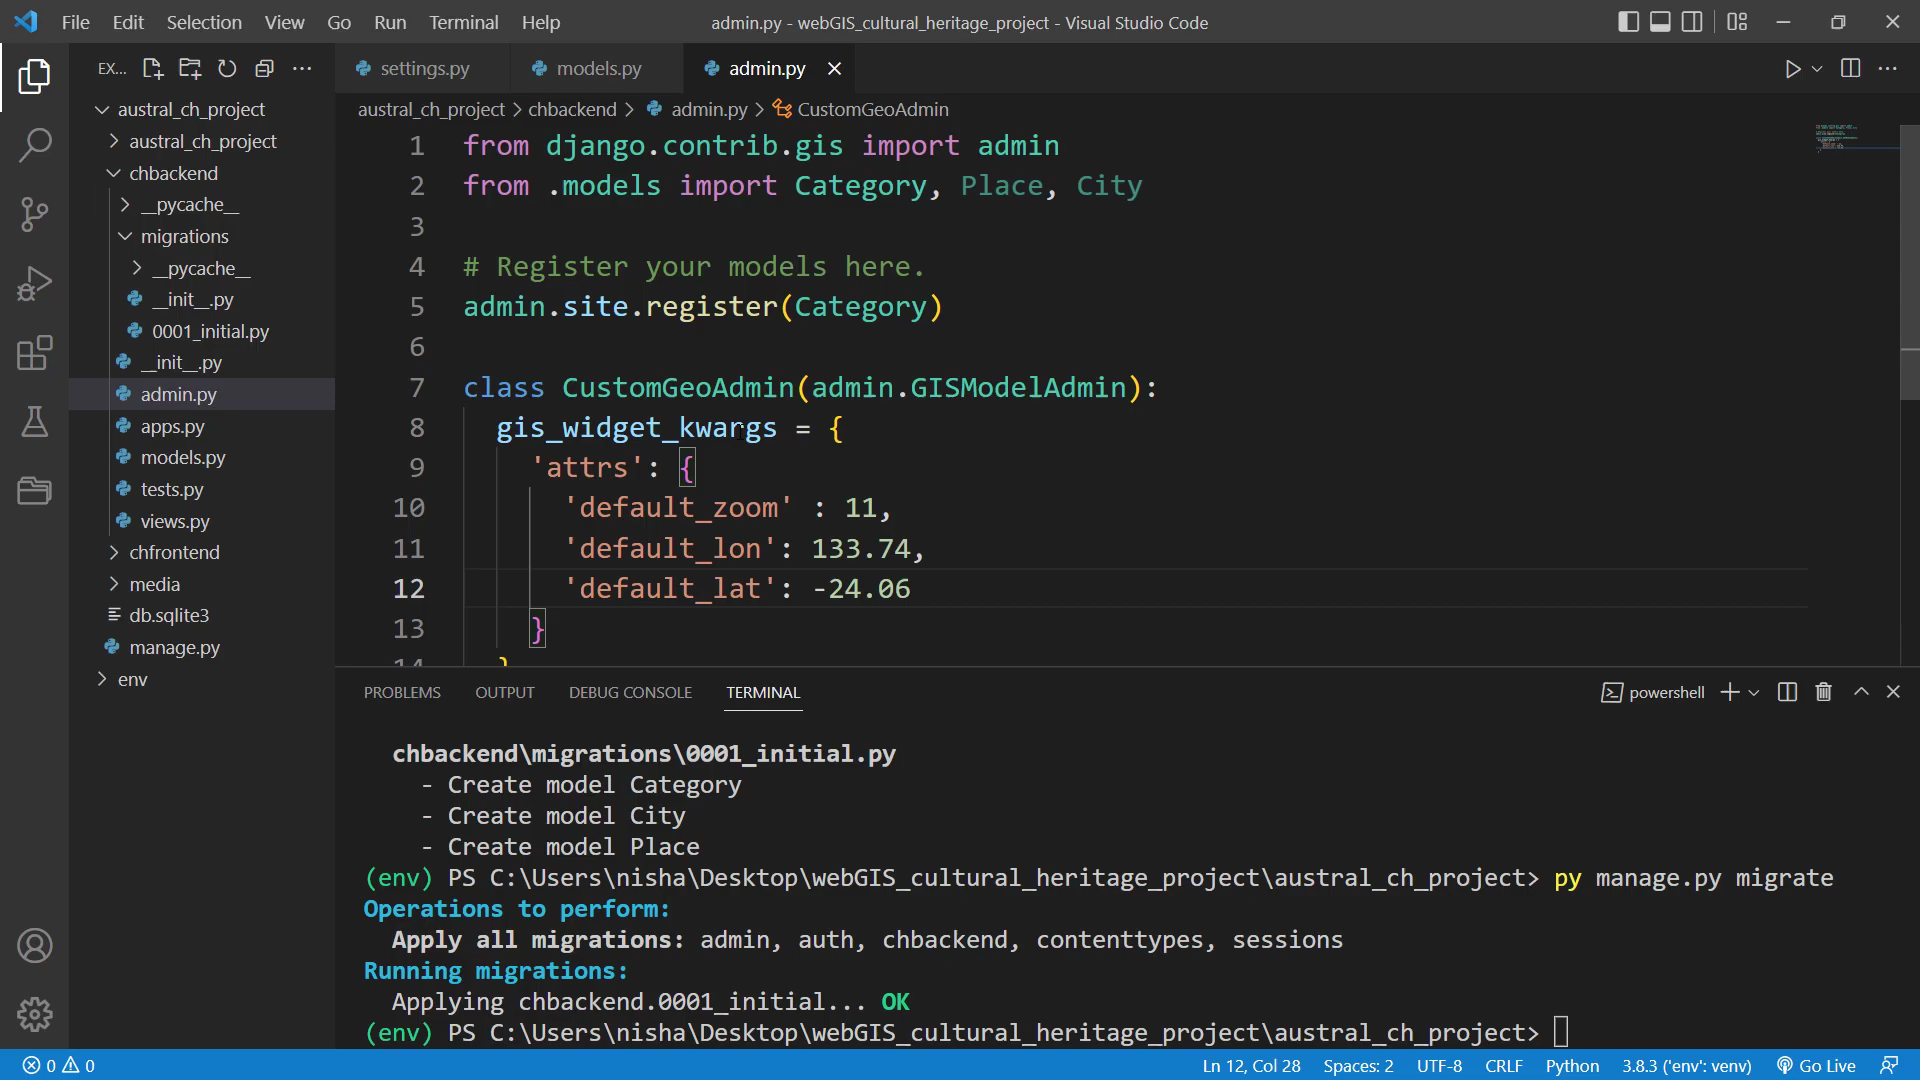 File Edit Selection View Go Run Terminal Help
admin.py - webGIS_cultural_heritage_project - Visual Studio Code
EX...
settings.py
models.py
admin.py
austral_ch_project > chbackend > admin.py > CustomGeoAdmin
austral_ch_project
austral_ch_project
chbackend
__pycache__
migrations
__pycache__
__init__.py
0001_initial.py
__init__.py
admin.py
apps.py
models.py
tests.py
views.py
chfrontend
media
db.sqlite3
manage.py
env
1 from django.contrib.gis import admin
2 from .models import Category, Place, City
3
4 # Register your models here.
5 admin.site.register(Category)
6
7 class CustomGeoAdmin(admin.GISModelAdmin):
8 gis_widget_kwargs = {
9 'attrs': {
10 'default_zoom' : 11,
11 'default_lon': 133.74,
12 'default_lat': -24.06
13 }
14 }
PROBLEMS OUTPUT DEBUG CONSOLE TERMINAL
powershell
chbackend\migrations\0001_initial.py
- Create model Category
- Create model City
- Create model Place
(env) PS C:\Users\nisha\Desktop\webGIS_cultural_heritage_project\austral_ch_project> py manage.py migrate
Operations to perform:
Apply all migrations: admin, auth, chbackend, contenttypes, sessions
Running migrations:
Applying chbackend.0001_initial... OK
(env) PS C:\Users\nisha\Desktop\webGIS_cultural_heritage_project\austral_ch_project>
0 0
Ln 12, Col 28 Spaces: 2 UTF-8 CRLF Python 3.8.3 ('env': venv) Go Live